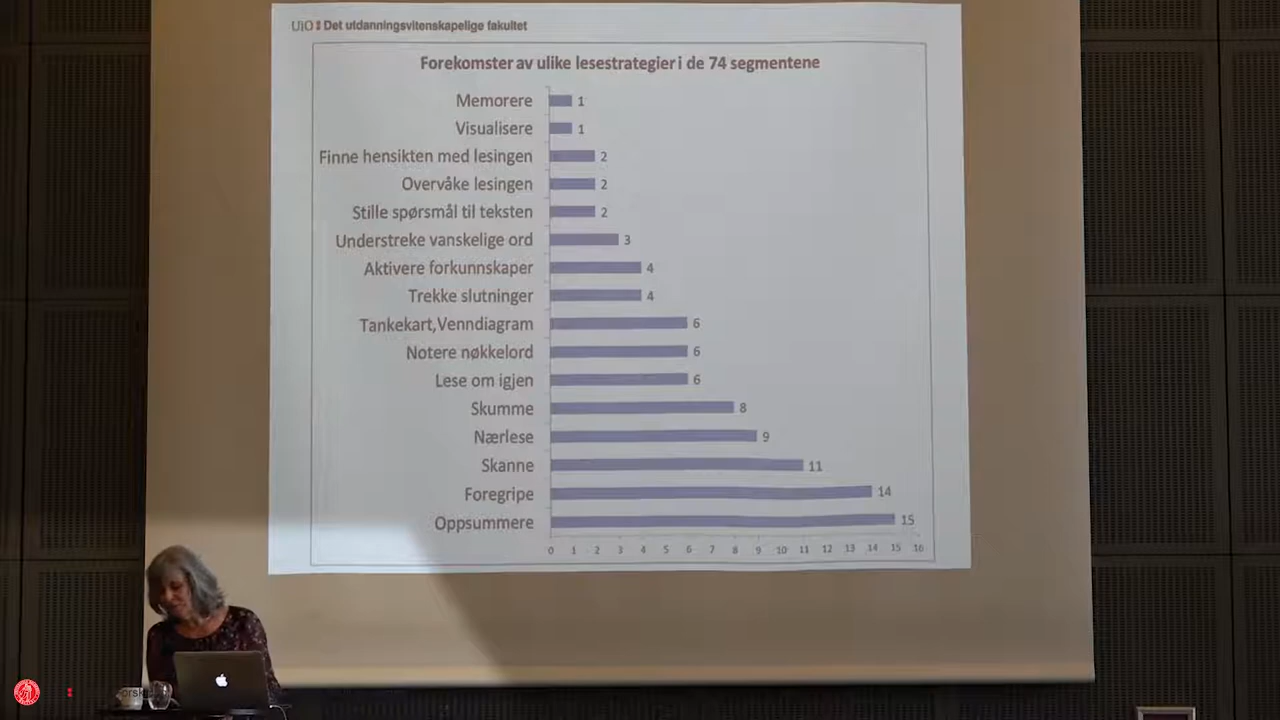 UiO : Det utdanningsvitenskapelige fakultet
Forekomster av ulike lesestrategier i de 74 segmentene
Memorere 1
Visualisere 1
Finne hensikten med lesingen 2
Overvåke lesingen 2
Stille spørsmål til teksten 2
Understreke vanskelige ord 3
Aktivere forkunnskaper 4
Trekke slutninger 4
Tankekart,Venndiagram 6
Notere nøkkelord 6
Lese om igjen 6
Skumme 8
Nærlese 9
Skanne 11
Foregripe 14
Oppsummere 15
0 1 2 3 4 5 6 7 8 9 10 11 12 13 14 15 16